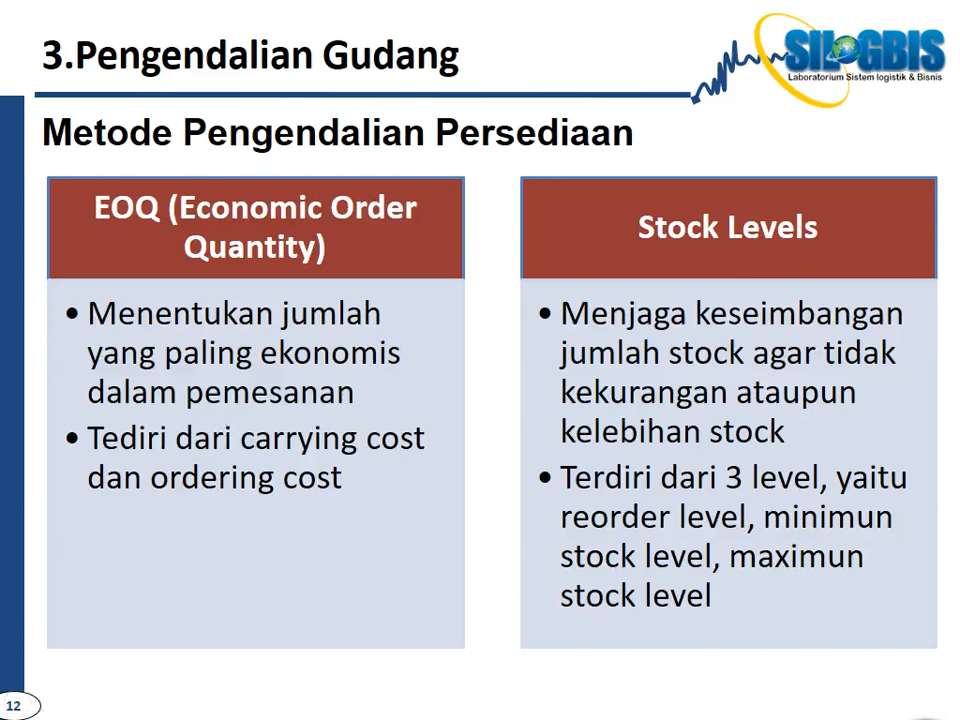 3.Pengendalian Gudang
SILOGBIS
Laboratorium Sistem logistik & Bisnis
Metode Pengendalian Persediaan
EOQ (Economic Order
Quantity)
• Menentukan jumlah
yang paling ekonomis
dalam pemesanan
• Tediri dari carrying cost
dan ordering cost
Stock Levels
• Menjaga keseimbangan
jumlah stock agar tidak
kekurangan ataupun
kelebihan stock
• Terdiri dari 3 level, yaitu
reorder level, minimun
stock level, maximun
stock level
12